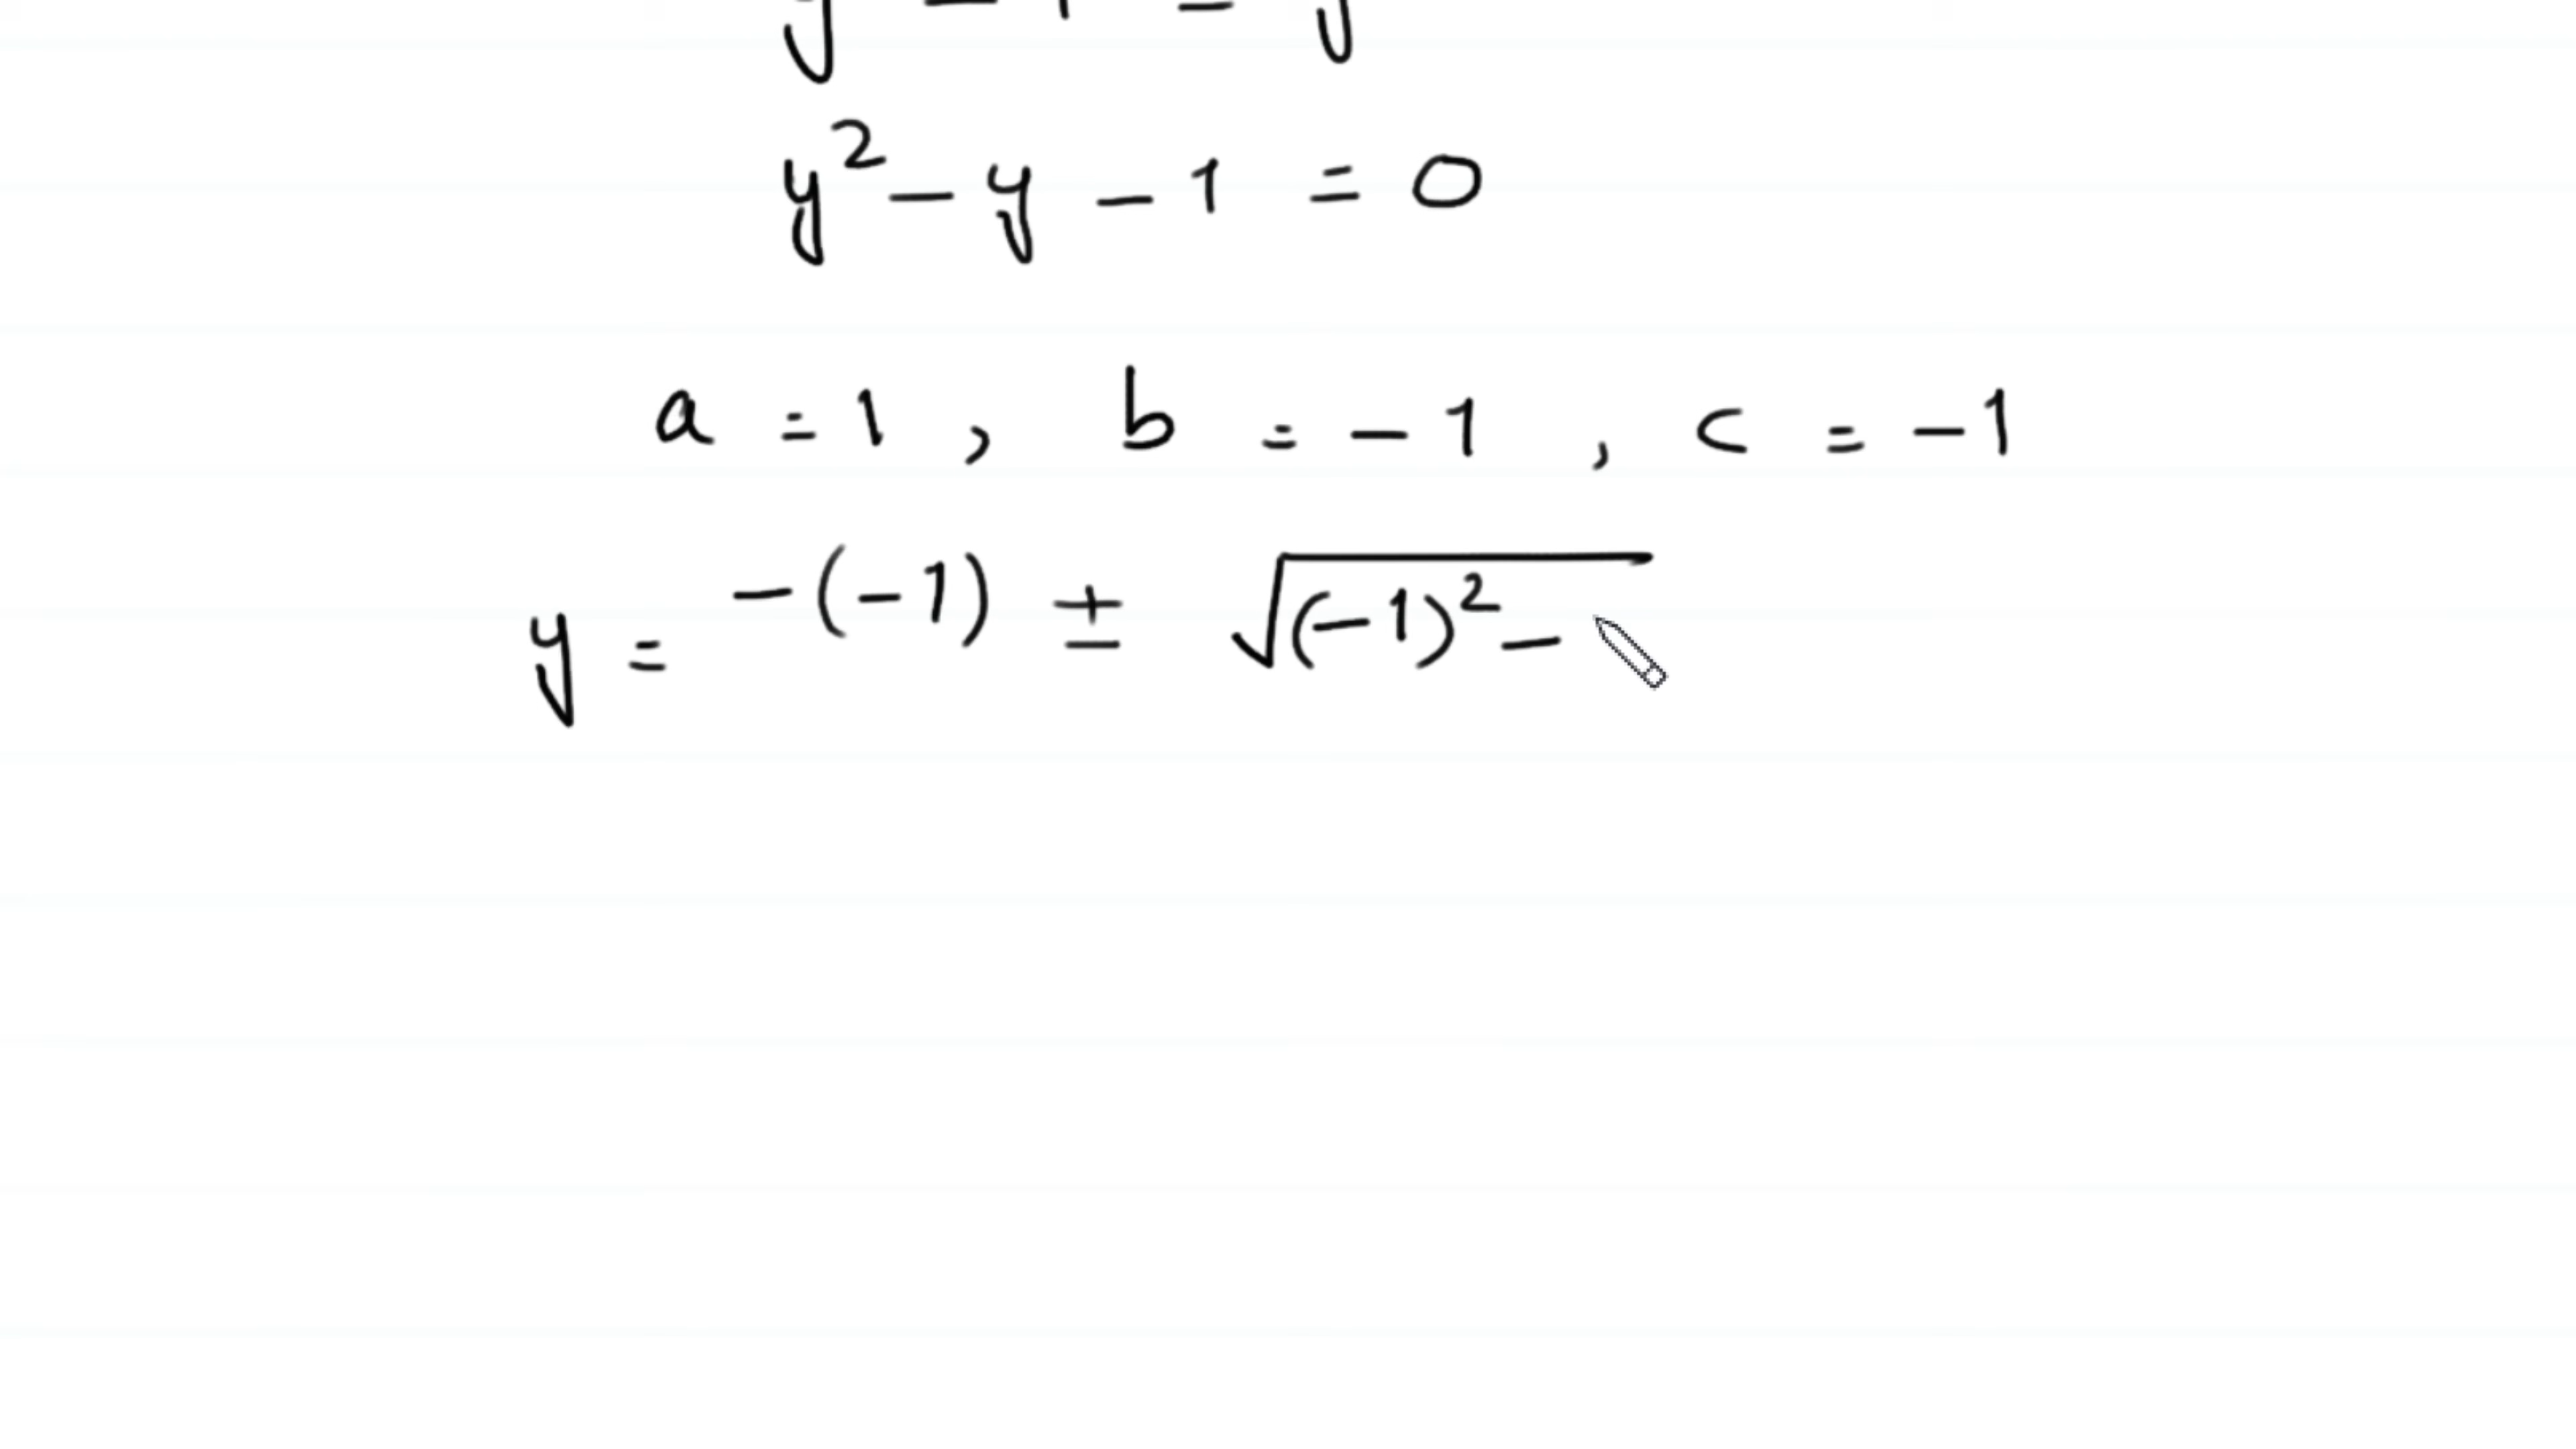 y² - y - 1 = 0
a = 1 , b = - 1 , c = - 1
y = -(-1) ± √(-1)² -